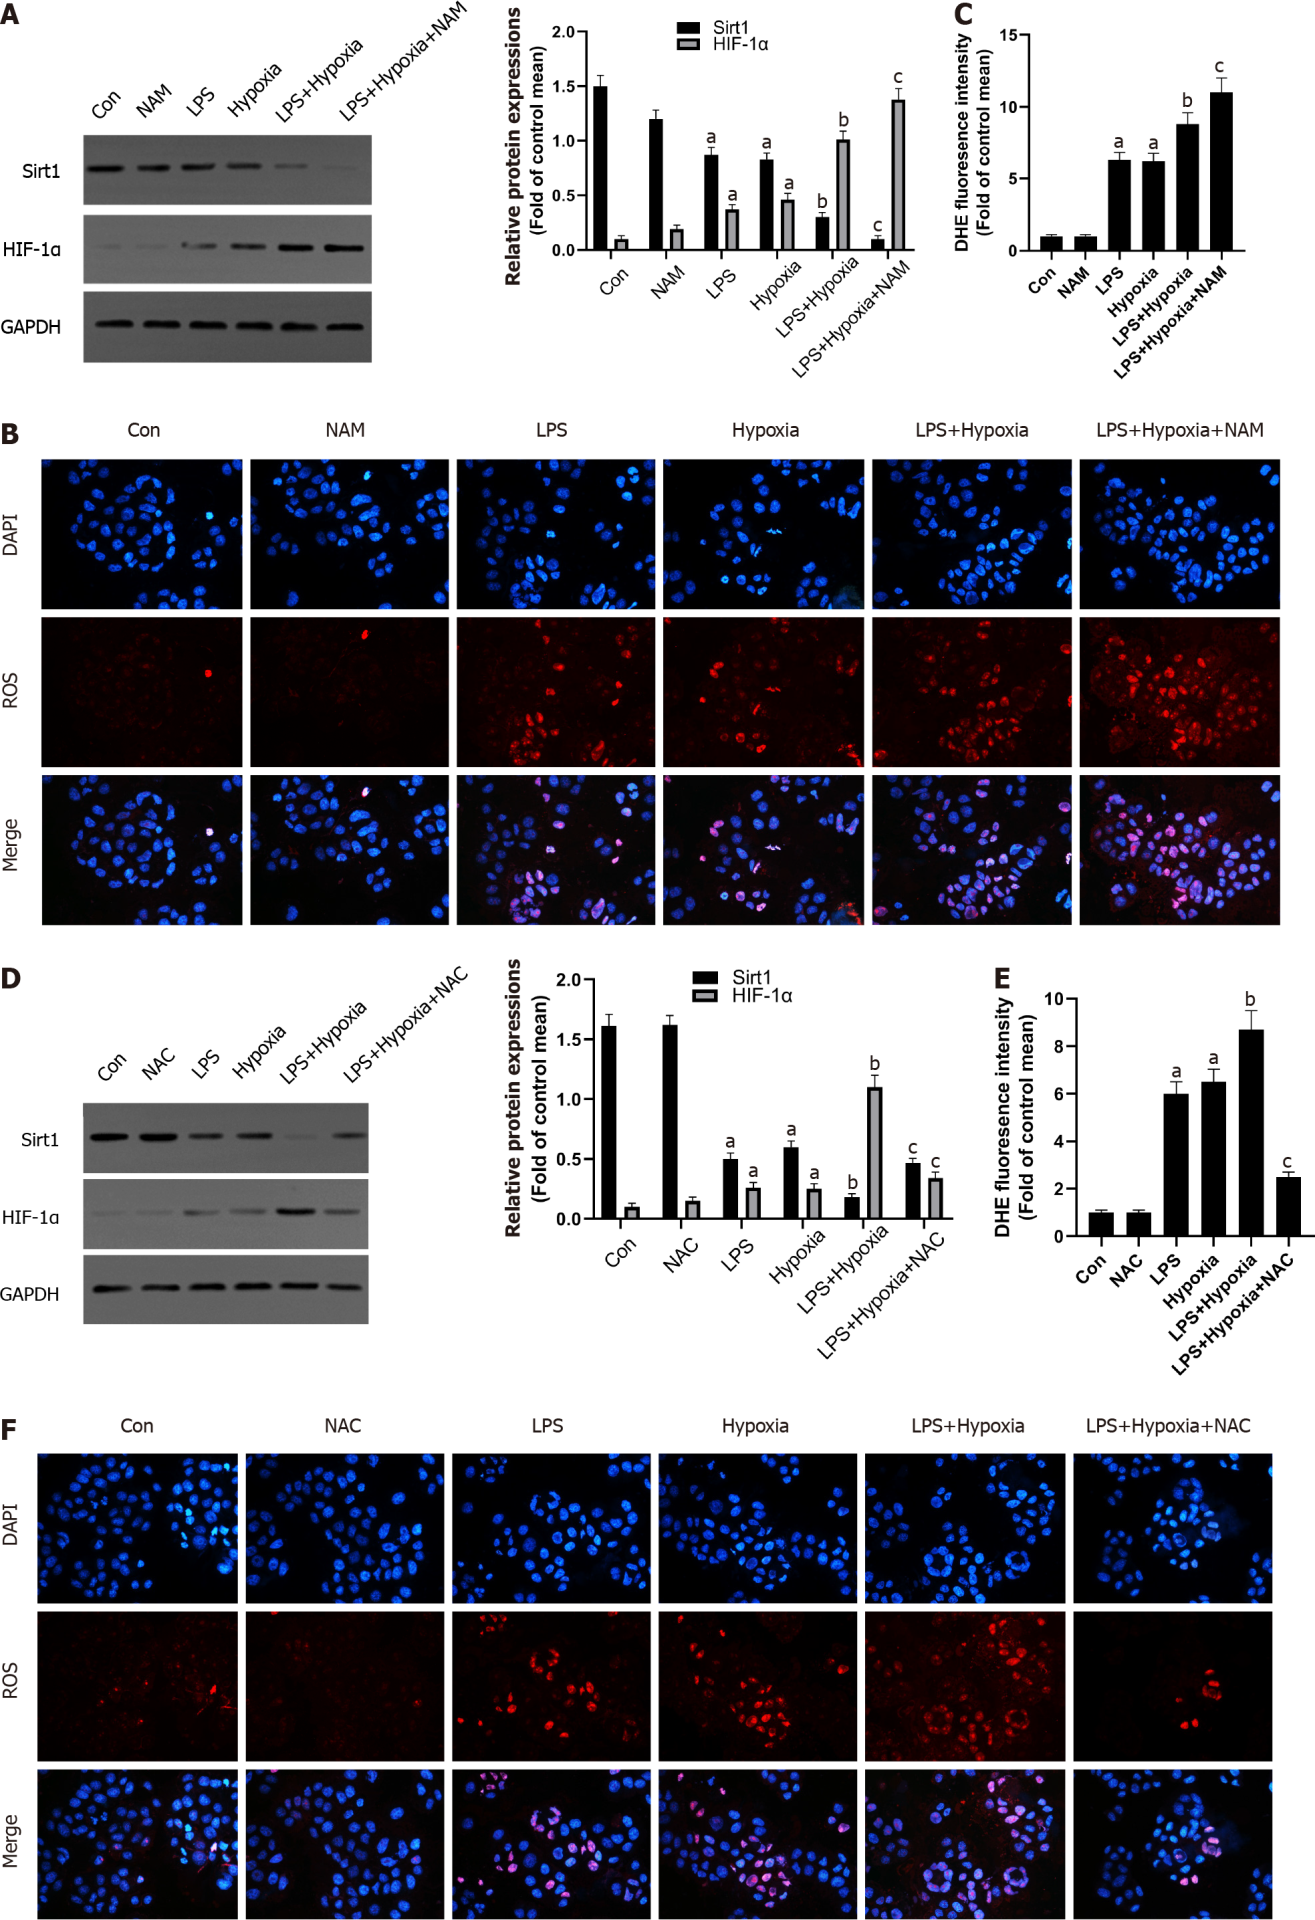 A
Con
NAM
LPS
Hypoxia
LPS+Hypoxia
LPS+Hypoxia+NAM
Sirt1
HIF-1α
GAPDH
Relative protein expressions
(Fold of control mean)
2.0
1.5
1.0
0.5
0.0
Sirt1
HIF-1α
a
a
a
a
b
b
c
c
Con
NAM
LPS
Hypoxia
LPS+Hypoxia
LPS+Hypoxia+NAM
C
DHE fluoresence intensity
(Fold of control mean)
15
10
5
0
a
a
b
c
Con
NAM
LPS
Hypoxia
LPS+Hypoxia
LPS+Hypoxia+NAM
B
Con
NAM
LPS
Hypoxia
LPS+Hypoxia
LPS+Hypoxia+NAM
DAPI
ROS
Merge
D
Con
NAC
LPS
Hypoxia
LPS+Hypoxia
LPS+Hypoxia+NAC
Sirt1
HIF-1α
GAPDH
Relative protein expressions
(Fold of control mean)
2.0
1.5
1.0
0.5
0.0
Sirt1
HIF-1α
a
a
a
a
b
b
c
c
Con
NAC
LPS
Hypoxia
LPS+Hypoxia
LPS+Hypoxia+NAC
E
DHE fluoresence intensity
(Fold of control mean)
10
8
6
4
2
0
a
a
b
c
Con
NAC
LPS
Hypoxia
LPS+Hypoxia
LPS+Hypoxia+NAC
F
Con
NAC
LPS
Hypoxia
LPS+Hypoxia
LPS+Hypoxia+NAC
DAPI
ROS
Merge